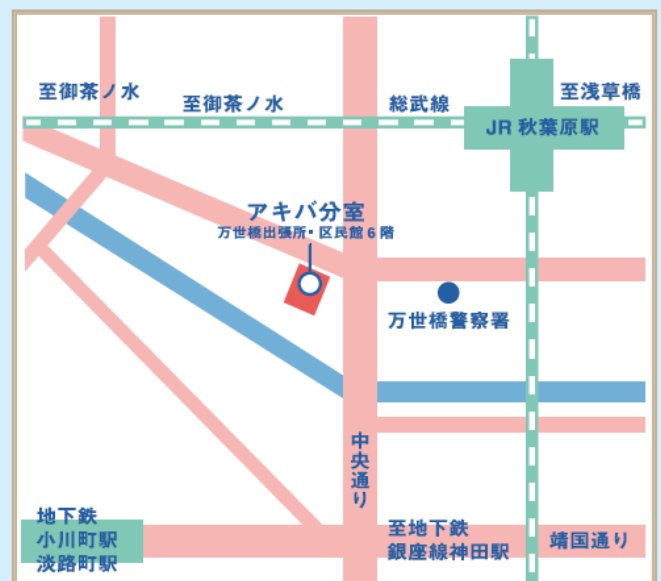 至御茶ノ水
至御茶ノ水
総武線
至浅草橋
JR 秋葉原駅
アキバ分室
万世橋出張所・区民館 6 階
万世橋警察署
中央通り
地下鉄
小川町駅
淡路町駅
至地下鉄
銀座線神田駅
靖国通り